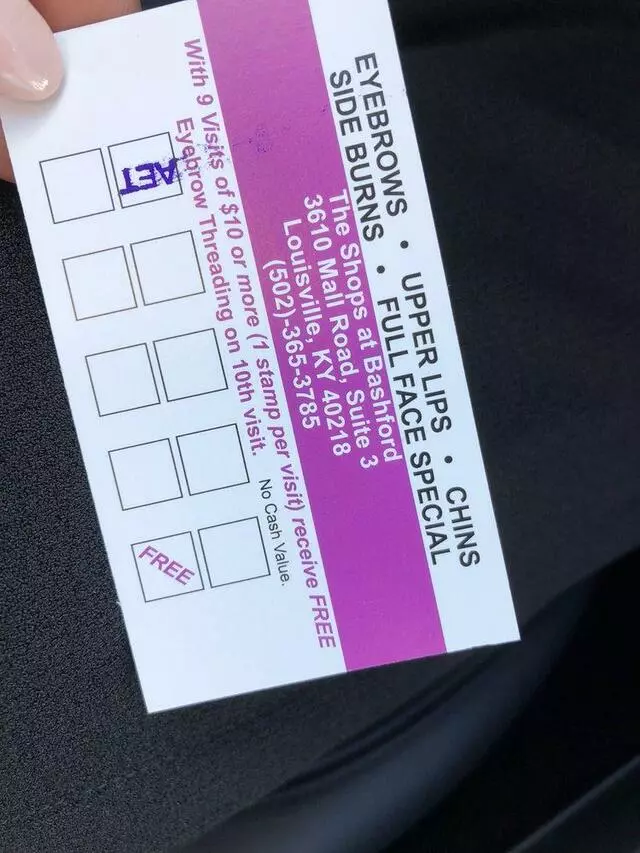 EYEBROWS • UPPER LIPS • CHINS
SIDE BURNS • FULL FACE SPECIAL
The Shops at Bashford
3610 Mall Road, Suite 3
Louisville, KY 40218
(502)-365-3785
With 9 Visits of $10 or more (1 stamp per visit) receive FREE
Eyebrow Threading on 10th visit. No Cash Value.
AET
FREE